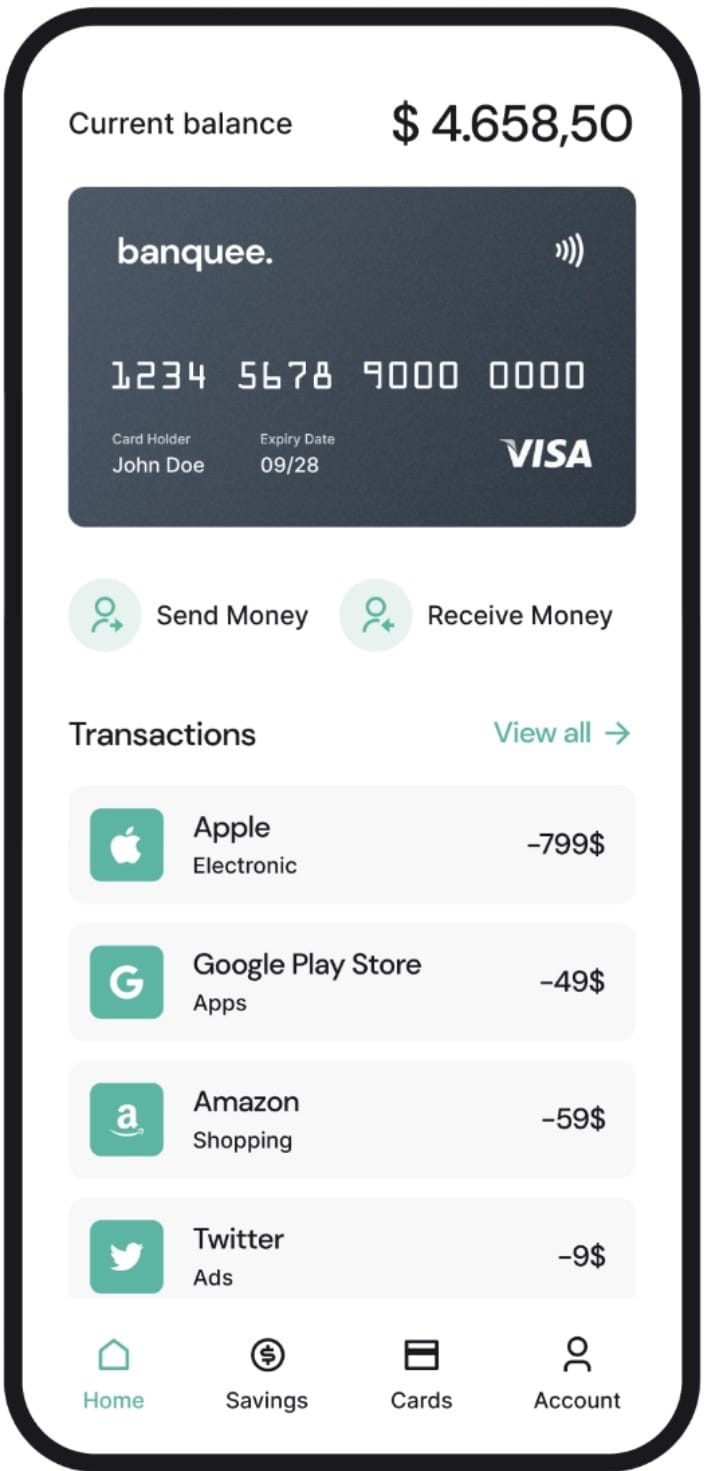 Current balance $ 4.658,50
banquee.
1234 5678 9000 0000
Card Holder Expiry Date
John Doe 09/28
VISA
Send Money Receive Money
Transactions View all
Apple
Electronic
-799$
Google Play Store
Apps
-49$
Amazon
Shopping
-59$
Twitter
Ads
-9$
Home Savings Cards Account